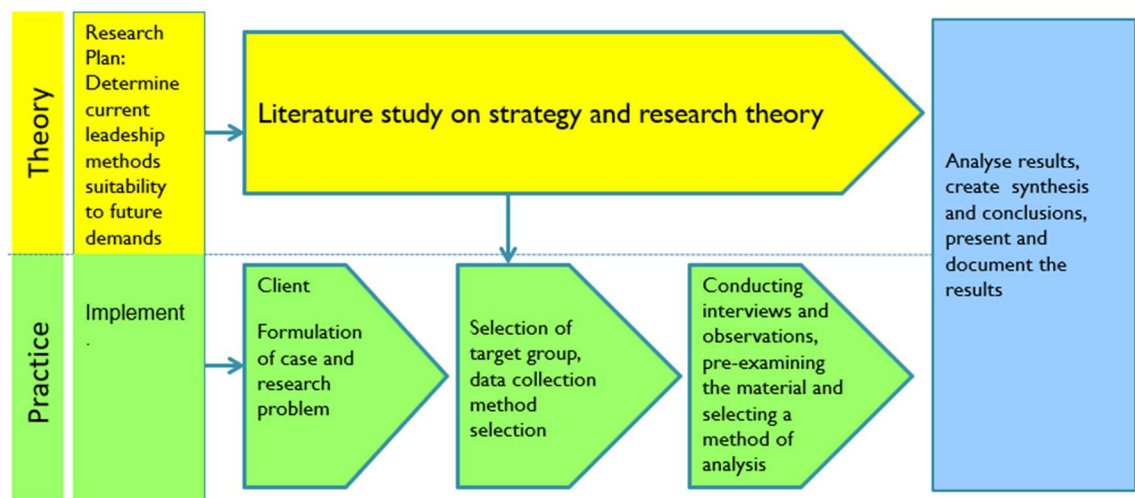 Theory
Research
Plan:
Determine
current
leadeship
methods
suitability
to future
demands
Literature study on strategy and research theory
Practice
Implement
.
Client
Formulation
of case and
research
problem
Selection of
target group,
data collection
method
selection
Conducting
interviews and
observations,
pre-examining
the material and
selecting a
method of
analysis
Analyse results,
create synthesis
and conclusions,
present and
document the
results